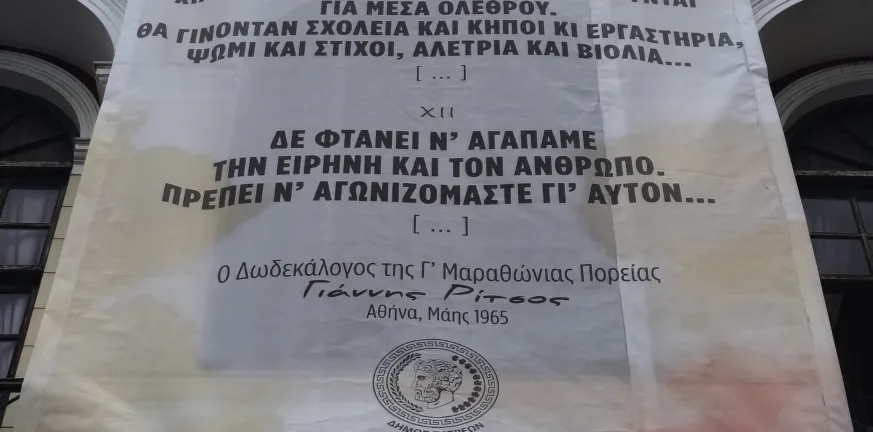 ΓΙΑ ΜΕΣΑ ΟΛΕΘΡΟΥ.
ΘΑ ΓΙΝΟΝΤΑΝ ΣΧΟΛΕΙΑ ΚΑΙ ΚΗΠΟΙ ΚΙ ΕΡΓΑΣΤΗΡΙΑ,
ΨΩΜΙ ΚΑΙ ΣΤΙΧΟΙ, ΑΛΕΤΡΙΑ ΚΑΙ ΒΙΟΛΙΑ...
[ ... ]
XII
ΔΕ ΦΤΑΝΕΙ Ν' ΑΓΑΠΑΜΕ
ΤΗΝ ΕΙΡΗΝΗ ΚΑΙ ΤΟΝ ΑΝΘΡΩΠΟ.
ΠΡΕΠΕΙ Ν' ΑΓΩΝΙΖΟΜΑΣΤΕ ΓΙ' ΑΥΤΟΝ...
[ ... ]
Ο Δωδεκάλογος της Γ' Μαραθώνιας Πορείας
Γιάννης Ρίτσος
Αθήνα, Μάης 1965
ΔΗΜΟΣ ΠΑΤΡΕΩΝ